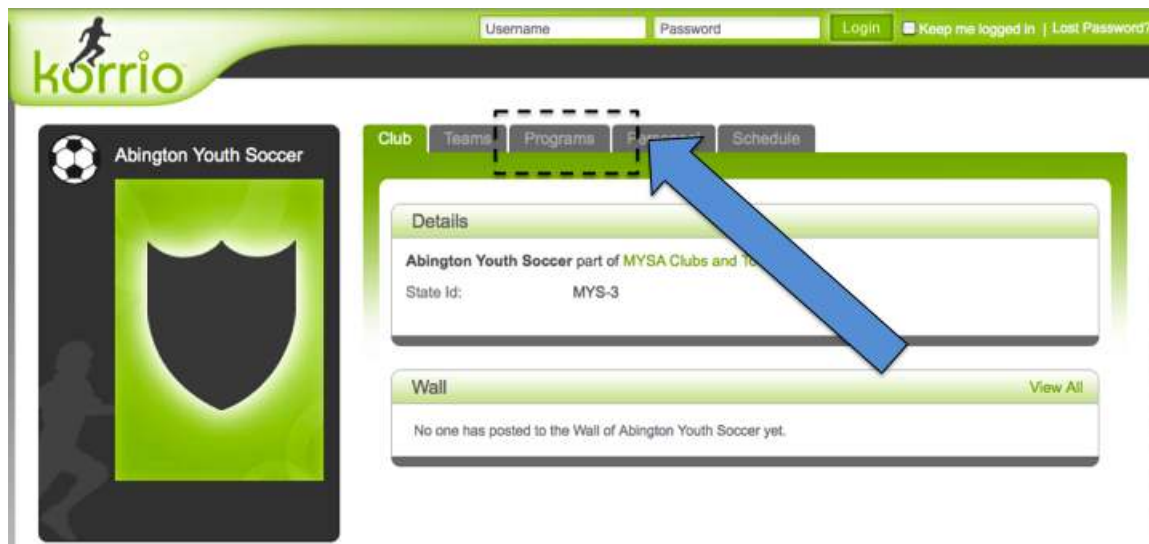 Username Password Login Keep me logged in | Lost Password?
korrio
Abington Youth Soccer
Club Teams Programs Schedule
Details
Abington Youth Soccer part of MYSA Clubs and
State Id: MYS-3
Wall View All
No one has posted to the Wall of Abington Youth Soccer yet.